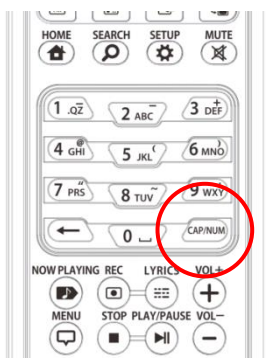 HOME SEARCH SETUP MUTE
1 .QZ 2 ABC 3 DEF
4 GHI 5 JKL 6 MNO
7 PRS 8 TUV 9 WXY
0 CAP/NUM
NOW PLAYING REC LYRICS VOL+
MENU STOP PLAY/PAUSE VOL-